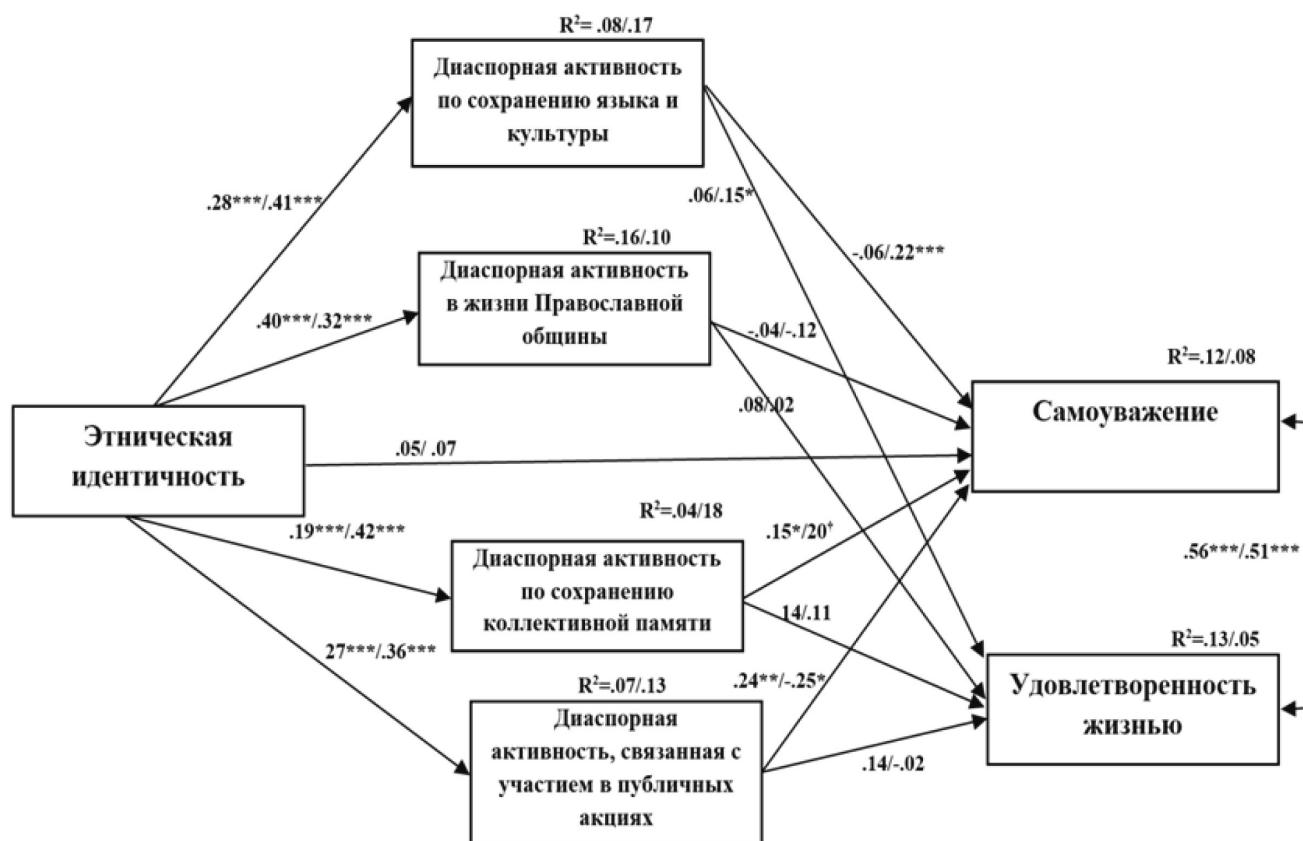 R²= .08/.17
Диаспорная активность
по сохранению языка и
культуры
.28***/.41***
.06/.15*
-.06/.22***
R²=.16/.10
Диаспорная активность
в жизни Православной
общины
.40***/.32***
-.04/-.12
.08/.02
R²=.12/.08
Самоуважение
Этническая
идентичность
.05/ .07
.19***/.42***
R²=.04/18
Диаспорная активность
по сохранению
коллективной памяти
.15*/20†
.14/.11
.56***/.51***
27***/.36***
R²=.07/.13
Диаспорная
активность, связанная с
участием в публичных
акциях
.24**/-.25*
.14/-.02
R²=.13/.05
Удовлетворенность
жизнью